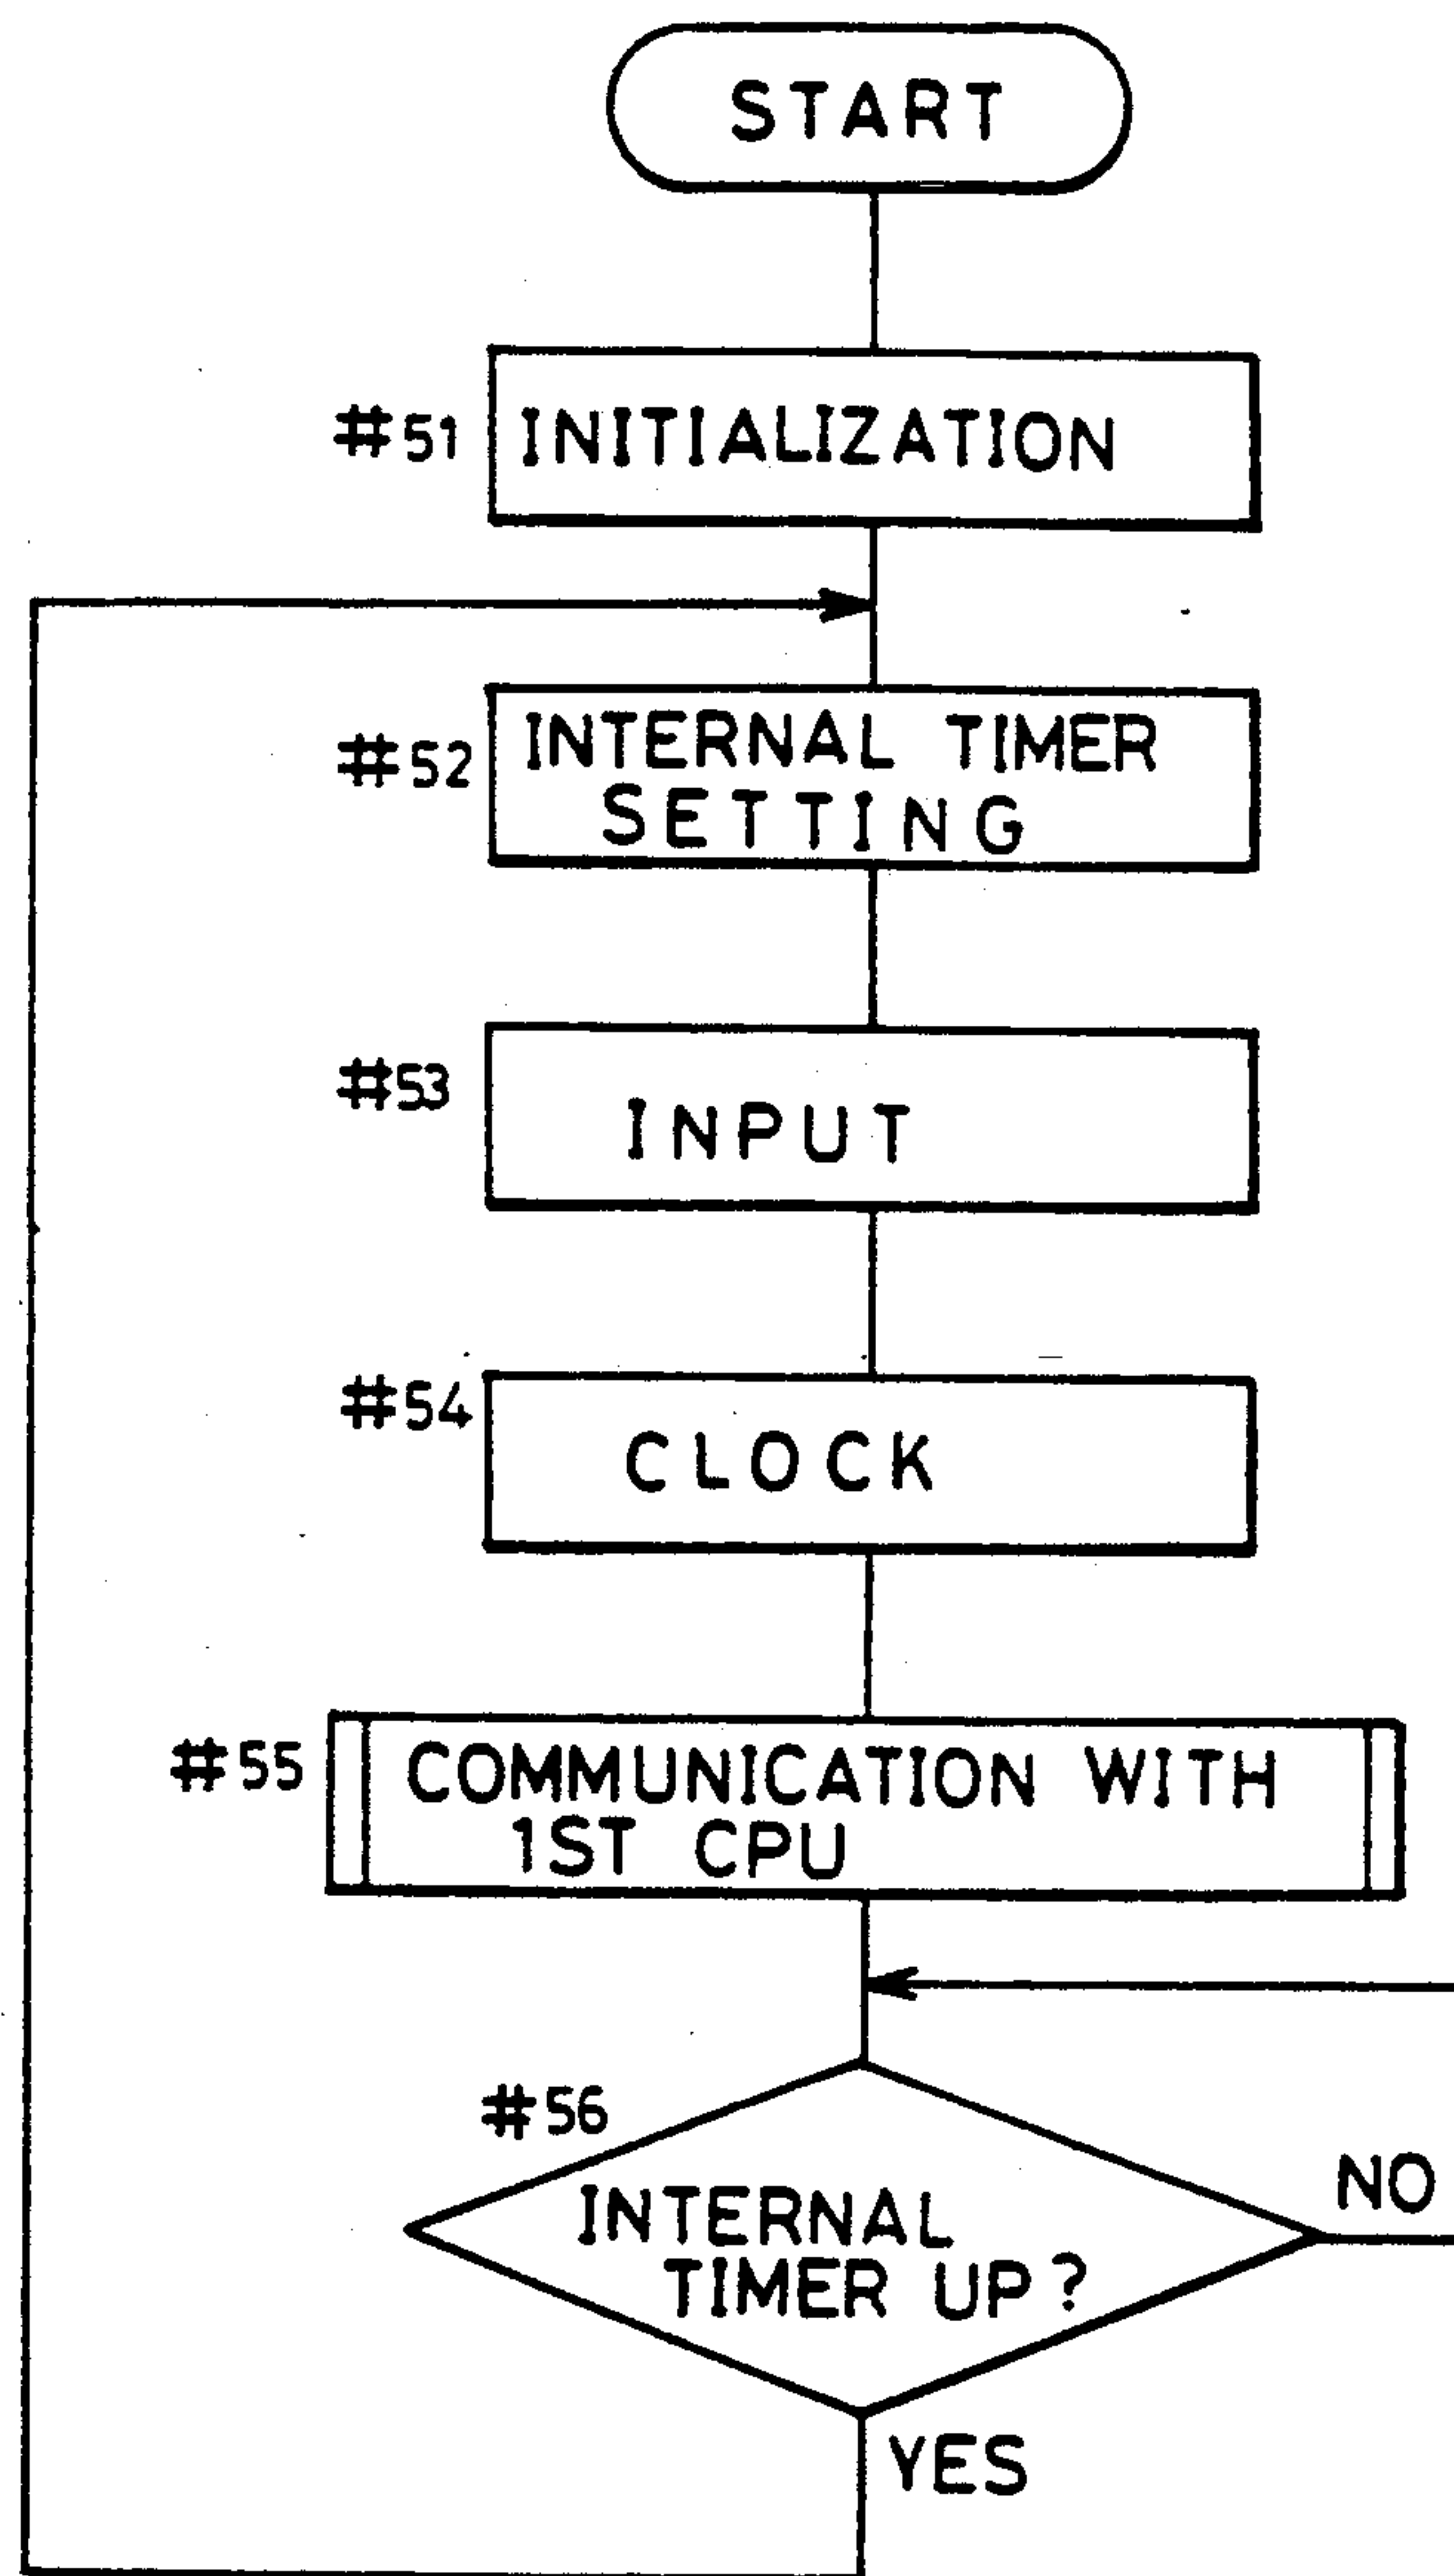 START
#51 INITIALIZATION
#52 INTERNAL TIMER
SETTING
#53 INPUT
#54 CLOCK
#55 COMMUNICATION WITH
1ST CPU
#56
INTERNAL
TIMER UP?
NO
YES